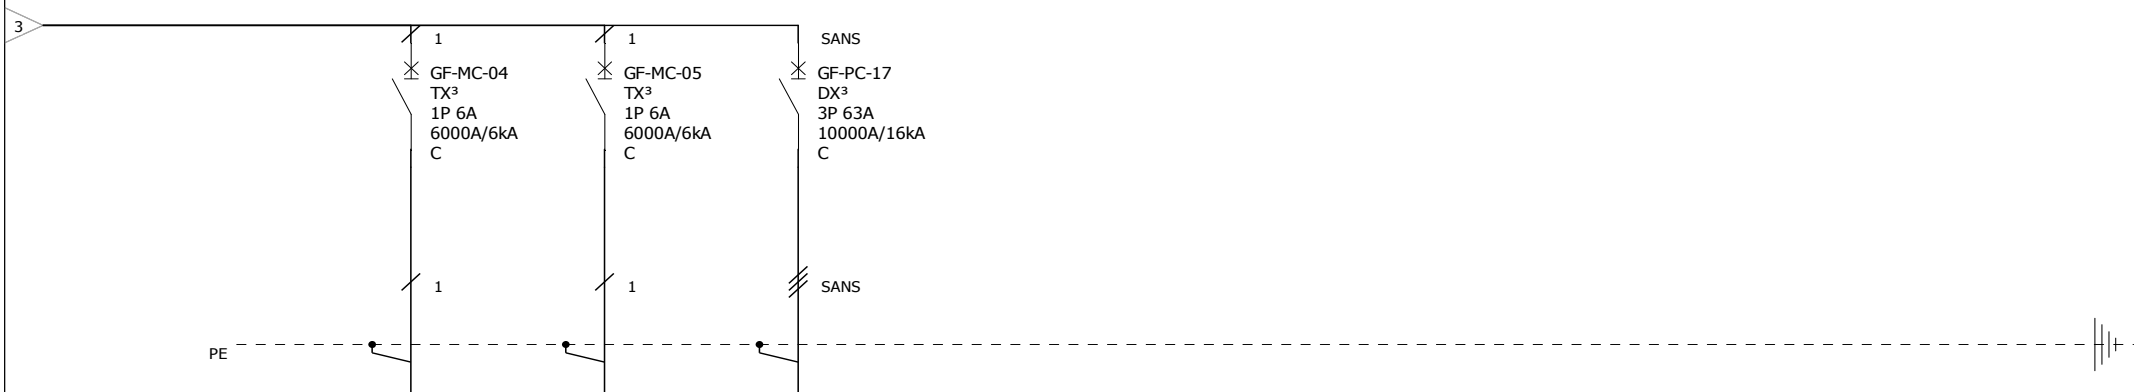 3
1
1
SANS
GF-MC-04
TX³
1P 6A
6000A/6kA
C
GF-MC-05
TX³
1P 6A
6000A/6kA
C
GF-PC-17
DX³
3P 63A
10000A/16kA
C
1
1
SANS
PE